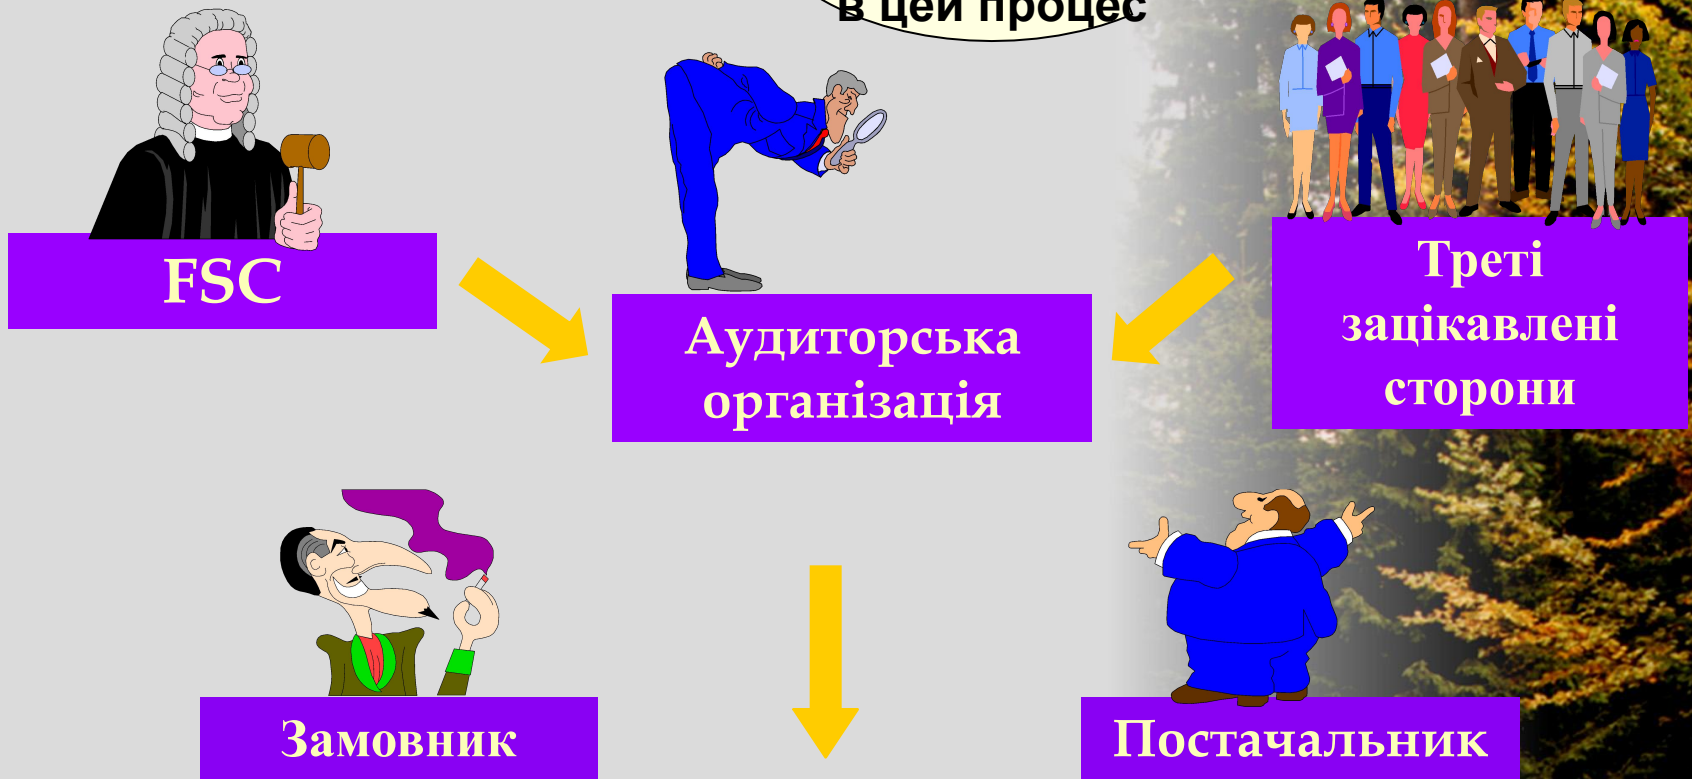 в цей процес
FSC
Аудиторська
організація
Треті
зацікавлені
сторони
Замовник
Постачальник